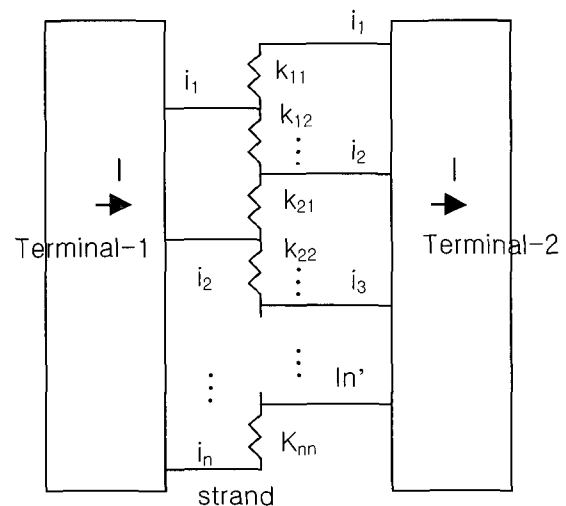 i₁
i₁
k₁₁
k₁₂
i₂
I
I
k₂₁
Terminal-1
Terminal-2
k₂₂
i₂
i₃
In'
iₙ
Kₙₙ
strand